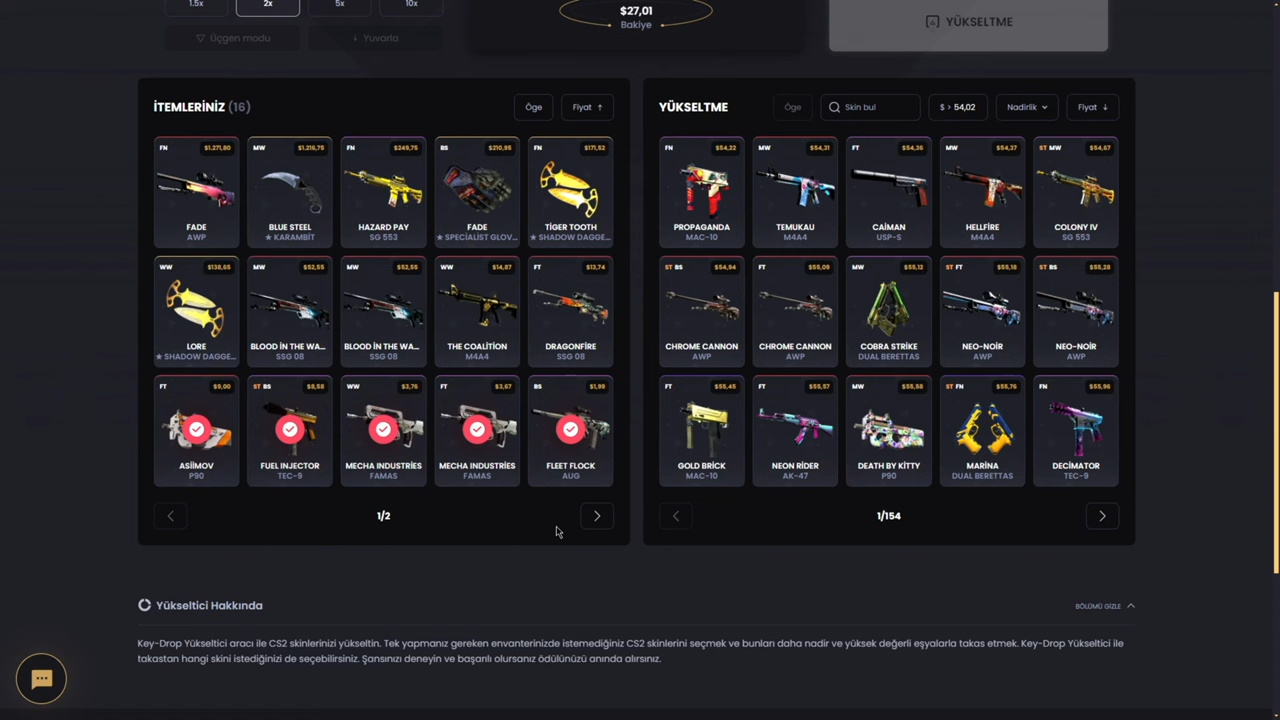 1.5x
2x
5x
10x
Üçgen modu
Yuvarla
$27,01
Bakiye
YÜKSELTME
İTEMLERİNİZ (16)
Öge
Fiyat ↑
FN $1.271,80
FADE
AWP
MW $1.216,75
BLUE STEEL
★ KARAMBİT
FN $249,75
HAZARD PAY
SG 553
BS $210,95
FADE
★ SPECİALİST GLOV...
FN $171,52
TİGER TOOTH
★ SHADOW DAGGE...
WW $138,65
LORE
★ SHADOW DAGGE...
MW $52,55
BLOOD İN THE WA...
SSG 08
MW $52,55
BLOOD İN THE WA...
SSG 08
WW $14,87
THE COALİTİON
M4A4
FT $13,74
DRAGONFİRE
SSG 08
FT $9,00
ASİİMOV
P90
ST BS $8,58
FUEL İNJECTOR
TEC-9
WW $3,76
MECHA INDUSTRİES
FAMAS
FT $3,67
MECHA INDUSTRİES
FAMAS
BS $1,99
FLEET FLOCK
AUG
1/2
YÜKSELTME
Öge
Skin bul
$ > 54,02
Nadirlik
Fiyat ↓
FN $54,22
PROPAGANDA
MAC-10
MW $54,31
TEMUKAU
M4A4
FT $54,36
CAİMAN
USP-S
MW $54,37
HELLFİRE
M4A4
ST MW $54,67
COLONY IV
SG 553
ST BS $54,94
CHROME CANNON
AWP
FT $55,09
CHROME CANNON
AWP
MW $55,12
COBRA STRİKE
DUAL BERETTAS
ST FT $55,18
NEO-NOİR
AWP
ST BS $55,28
NEO-NOİR
AWP
FT $55,45
GOLD BRİCK
MAC-10
FT $55,57
NEON RİDER
AK-47
MW $55,58
DEATH BY KİTTY
P90
ST FN $55,76
MARİNA
DUAL BERETTAS
FN $55,96
DECİMATOR
TEC-9
1/154
Yükseltici Hakkında
BÖLÜMÜ GİZLE
Key-Drop Yükseltici aracı ile CS2 skinlerinizi yükseltin. Tek yapmanız gereken envanterinizde istemediğiniz CS2 skinlerini seçmek ve bunları daha nadir ve yüksek değerli eşyalarla takas etmek. Key-Drop Yükseltici ile
takastan hangi skini istediğinizi de seçebilirsiniz. Şansınızı deneyin ve başarılı olursanız ödülünüzü anında alırsınız.